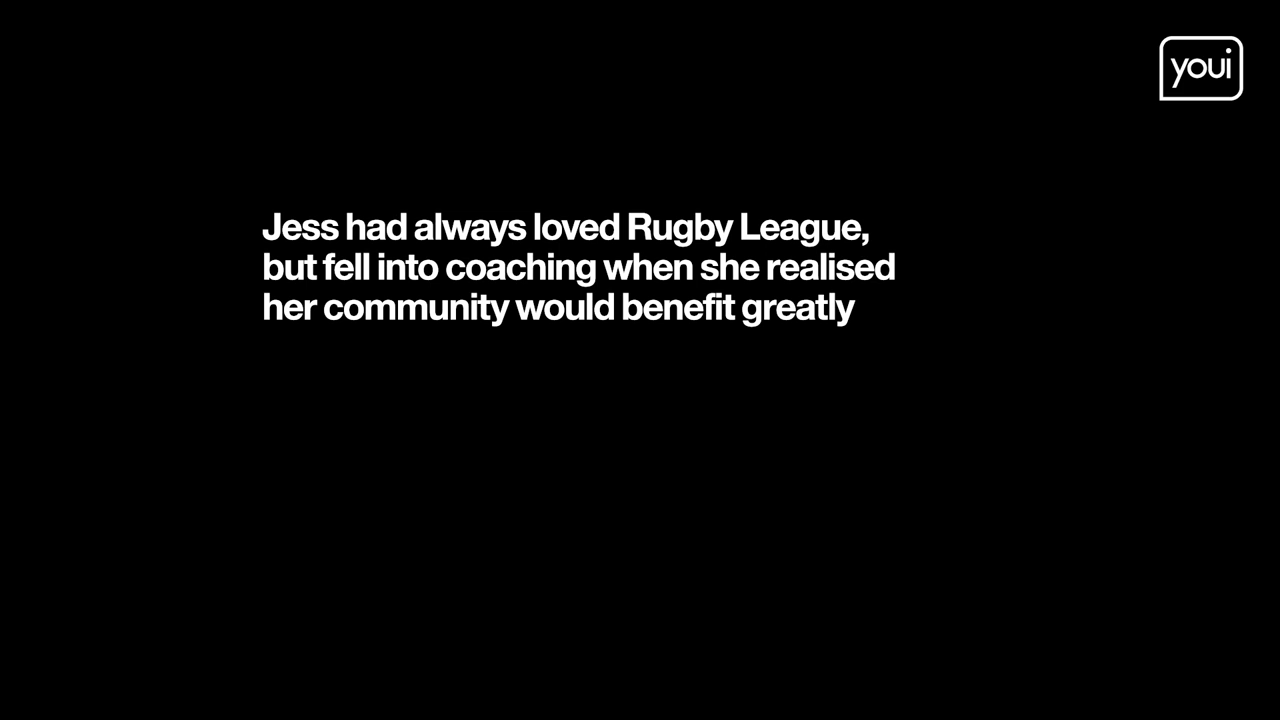 youi
Jess had always loved Rugby League,
but fell into coaching when she realised
her community would benefit greatly